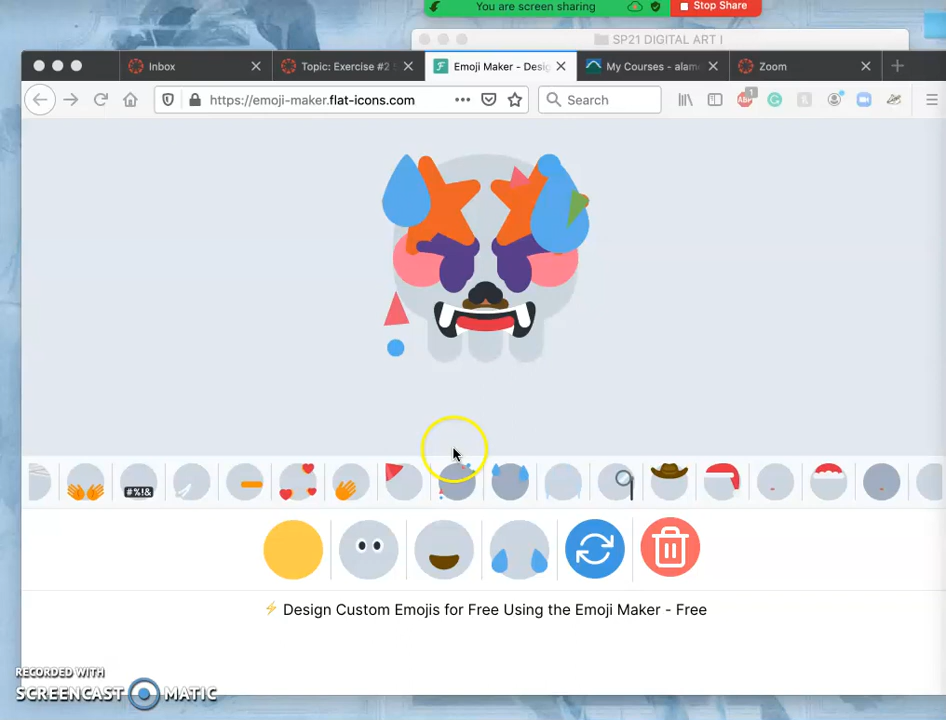 You are screen sharing
Stop Share
SP21 DIGITAL ART I
Inbox
Topic: Exercise #2 S
Emoji Maker - Desig
My Courses - alam
Zoom
https://emoji-maker.flat-icons.com
Search
ABP
1
#%!&
⚡ Design Custom Emojis for Free Using the Emoji Maker - Free
RECORDED WITH
SCREENCAST MATIC